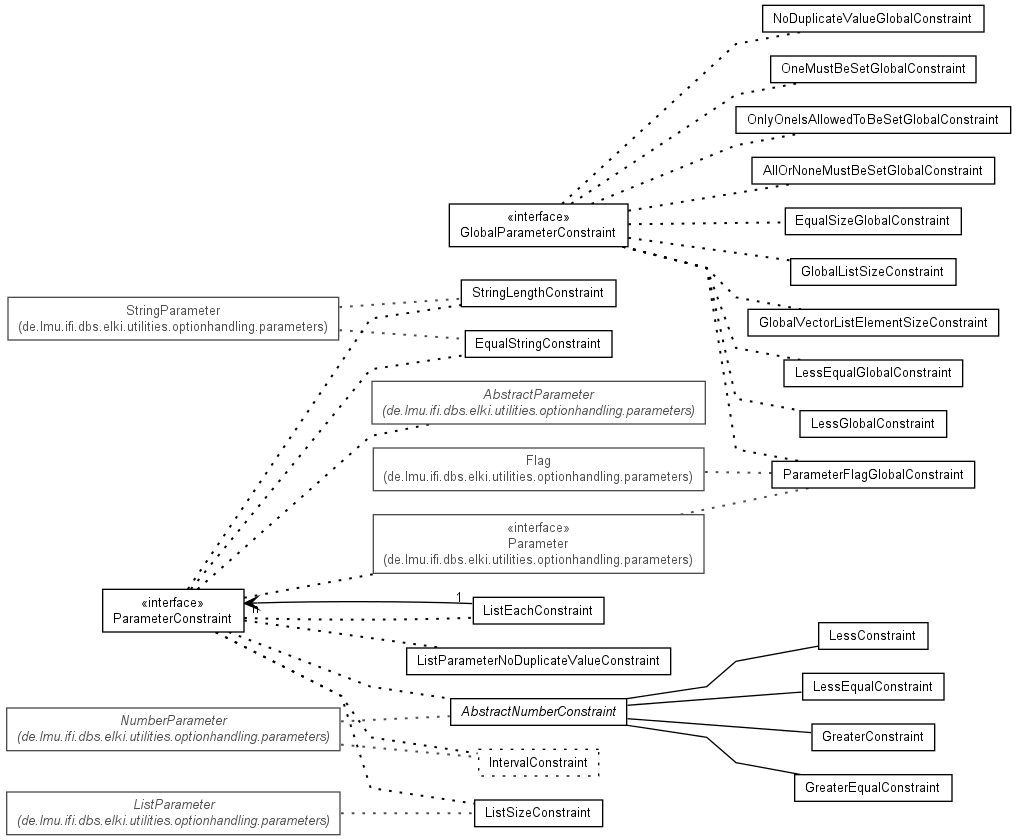 NoDuplicateValueGlobalConstraint
OneMustBeSetGlobalConstraint
OnlyOneIsAllowedToBeSetGlobalConstraint
AllOrNoneMustBeSetGlobalConstraint
«interface»
GlobalParameterConstraint
EqualSizeGlobalConstraint
GlobalListSizeConstraint
StringLengthConstraint
StringParameter
(de.lmu.ifi.dbs.elki.utilities.optionhandling.parameters)
GlobalVectorListElementSizeConstraint
EqualStringConstraint
LessEqualGlobalConstraint
AbstractParameter
(de.lmu.ifi.dbs.elki.utilities.optionhandling.parameters)
LessGlobalConstraint
Flag
(de.lmu.ifi.dbs.elki.utilities.optionhandling.parameters)
ParameterFlagGlobalConstraint
«interface»
Parameter
(de.lmu.ifi.dbs.elki.utilities.optionhandling.parameters)
«interface»
ParameterConstraint
n
1
ListEachConstraint
LessConstraint
ListParameterNoDuplicateValueConstraint
LessEqualConstraint
AbstractNumberConstraint
NumberParameter
(de.lmu.ifi.dbs.elki.utilities.optionhandling.parameters)
GreaterConstraint
IntervalConstraint
GreaterEqualConstraint
ListParameter
(de.lmu.ifi.dbs.elki.utilities.optionhandling.parameters)
ListSizeConstraint